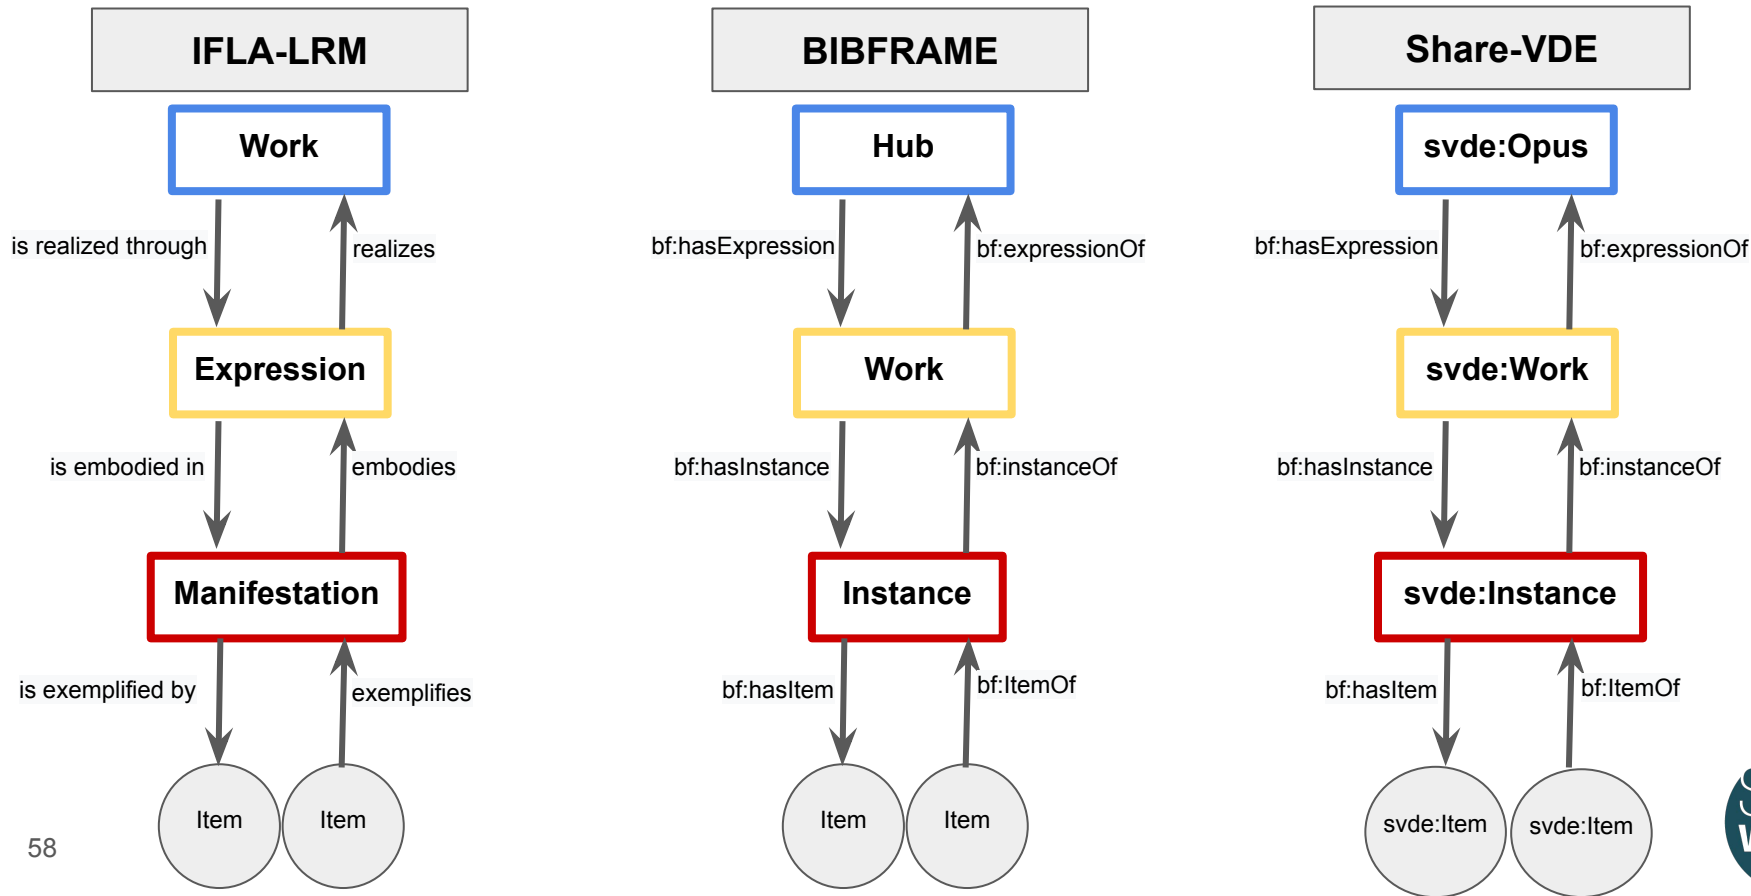 IFLA-LRM
BIBFRAME
Share-VDE
Work
Hub
svde:Opus
is realized through
realizes
bf:hasExpression
bf:expressionOf
bf:hasExpression
bf:expressionOf
Expression
Work
svde:Work
is embodied in
embodies
bf:hasInstance
bf:instanceOf
bf:hasInstance
bf:instanceOf
Manifestation
Instance
svde:Instance
is exemplified by
exemplifies
bf:hasItem
bf:ItemOf
bf:hasItem
bf:ItemOf
Item
Item
Item
Item
svde:Item
svde:Item
58